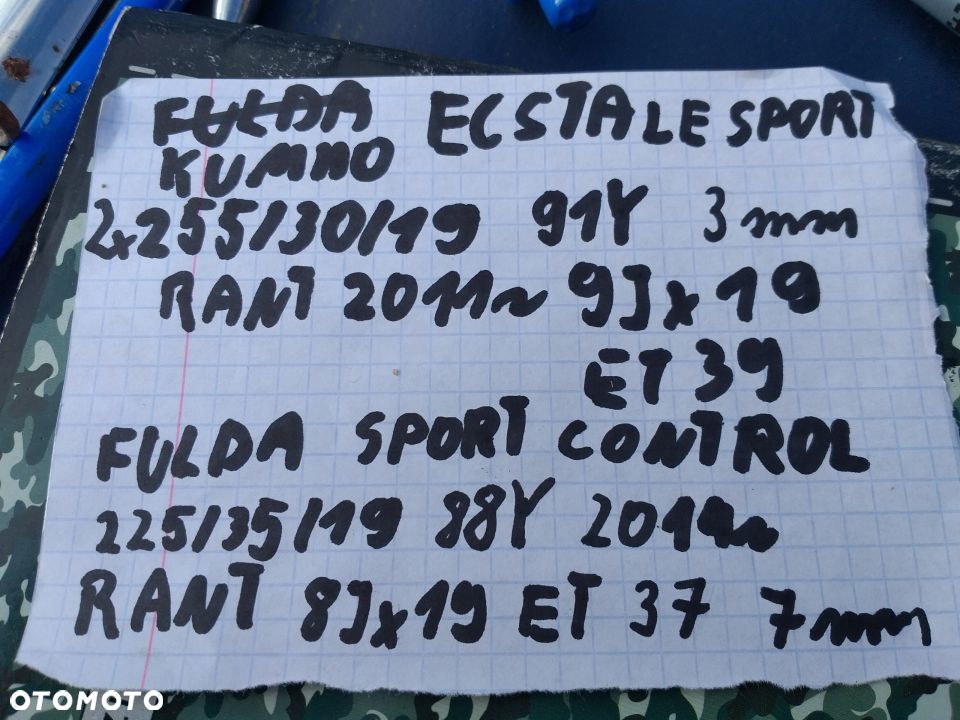 FULDA ECSTA LE SPORT
KUMHO
2x255/30/19 91Y 3mm
RANT 2011r 9Jx19
ET 39
FULDA SPORT CONTROL
225/35/19 88Y 2014r
RANT 8Jx19 ET 37 7mm
OTOMOTO